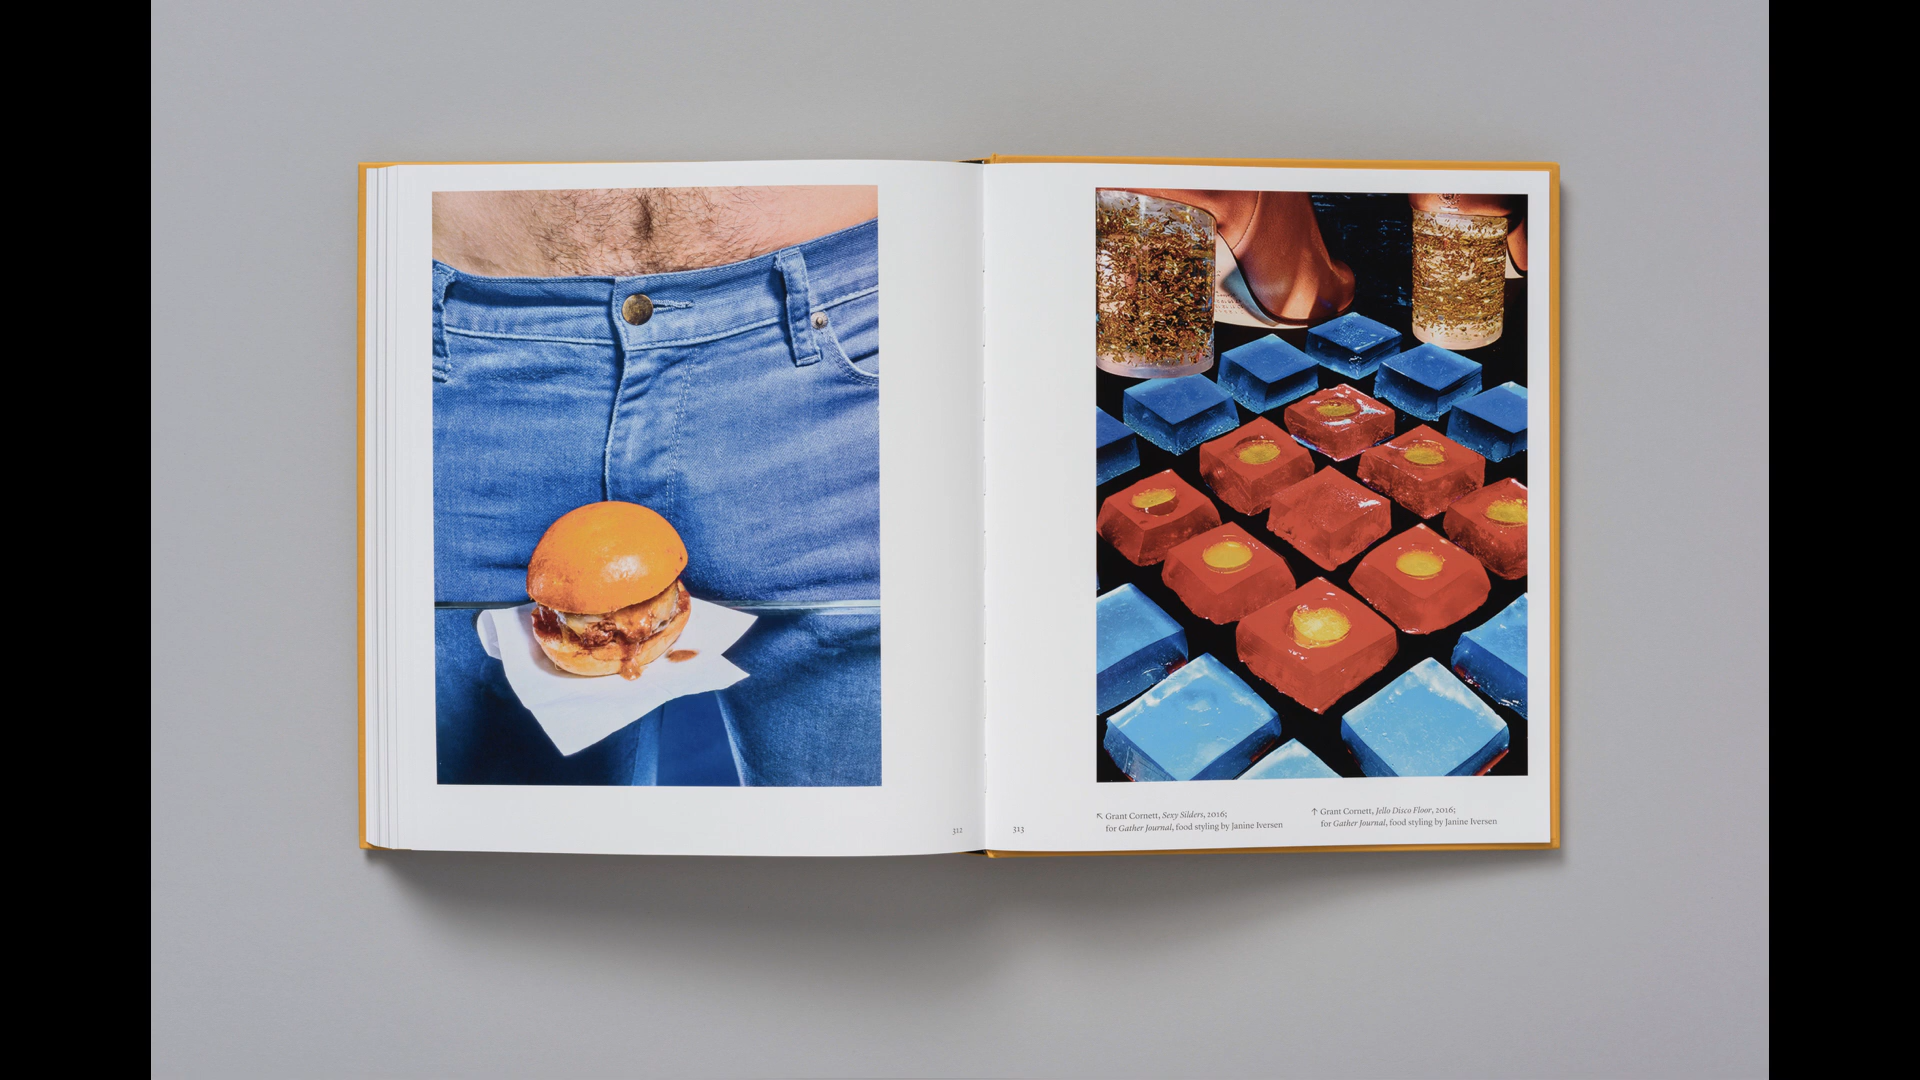 312
313
↖ Grant Cornett, Sexy Silders, 2016;
for Gather Journal, food styling by Janine Iversen
↑ Grant Cornett, Jello Disco Floor, 2016;
for Gather Journal, food styling by Janine Iversen